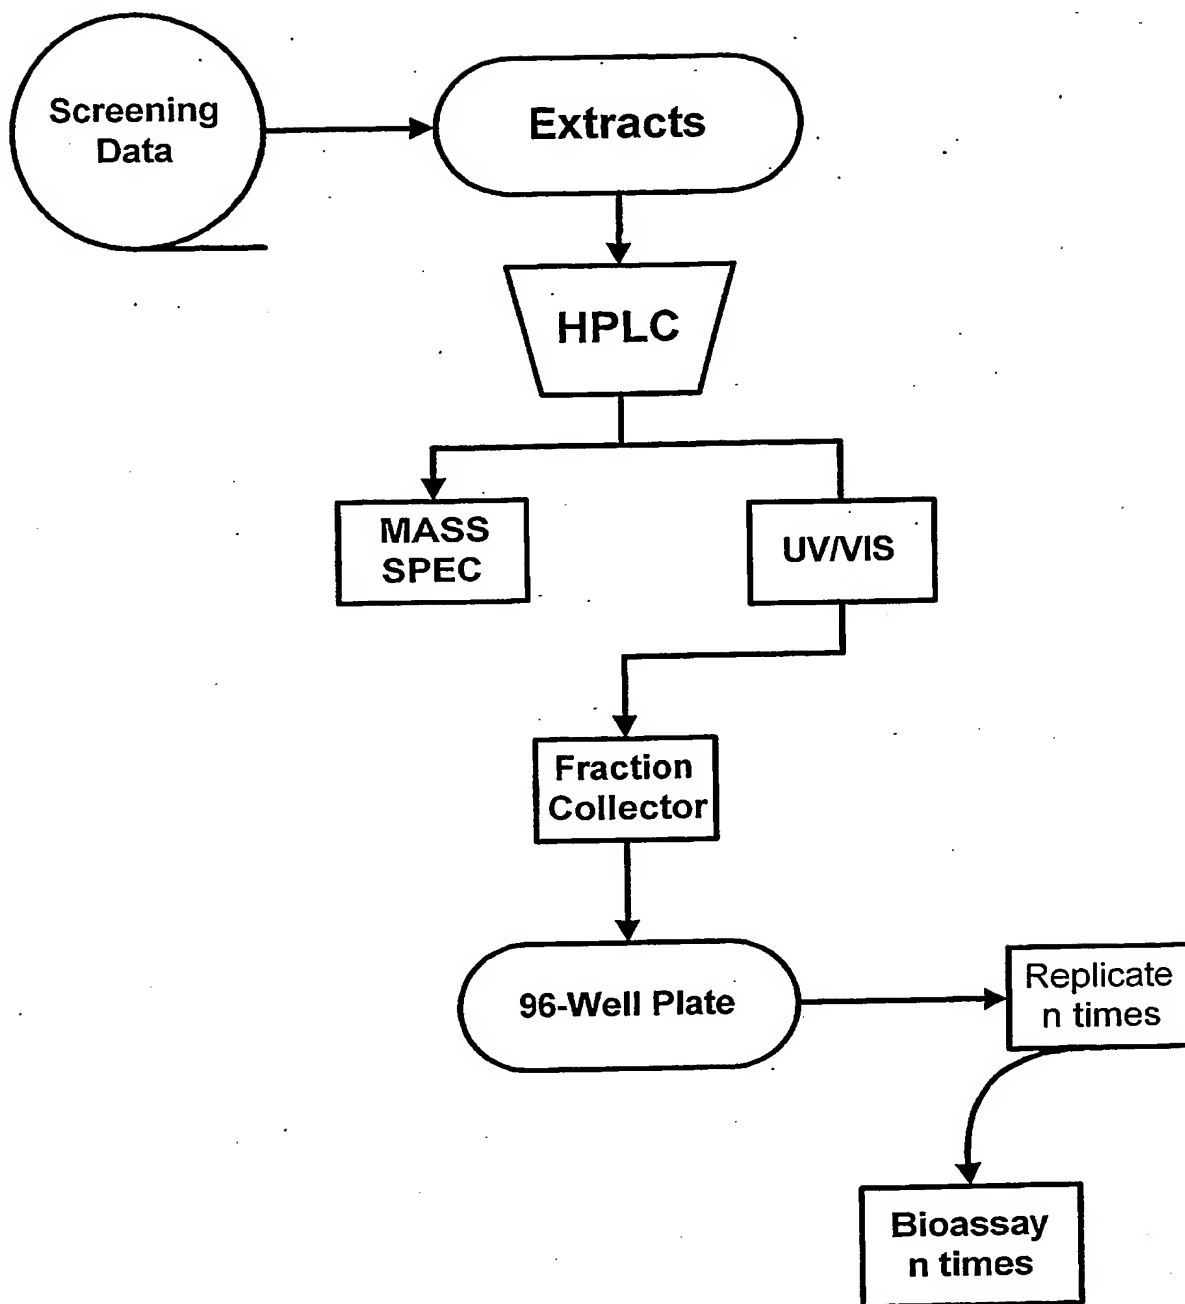 Screening
Data
Extracts
HPLC
MASS
SPEC
UV/VIS
Fraction
Collector
96-Well Plate
Replicate
n times
Bioassay
n times